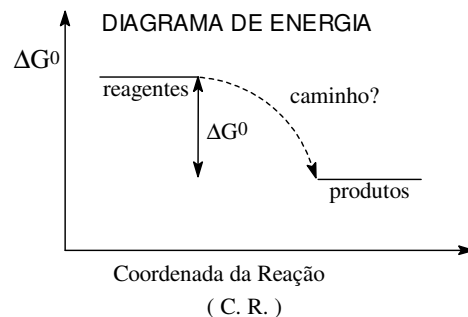 DIAGRAMA DE ENERGIA
ΔG⁰
reagentes
caminho?
ΔG⁰
produtos
Coordenada da Reação
( C. R. )